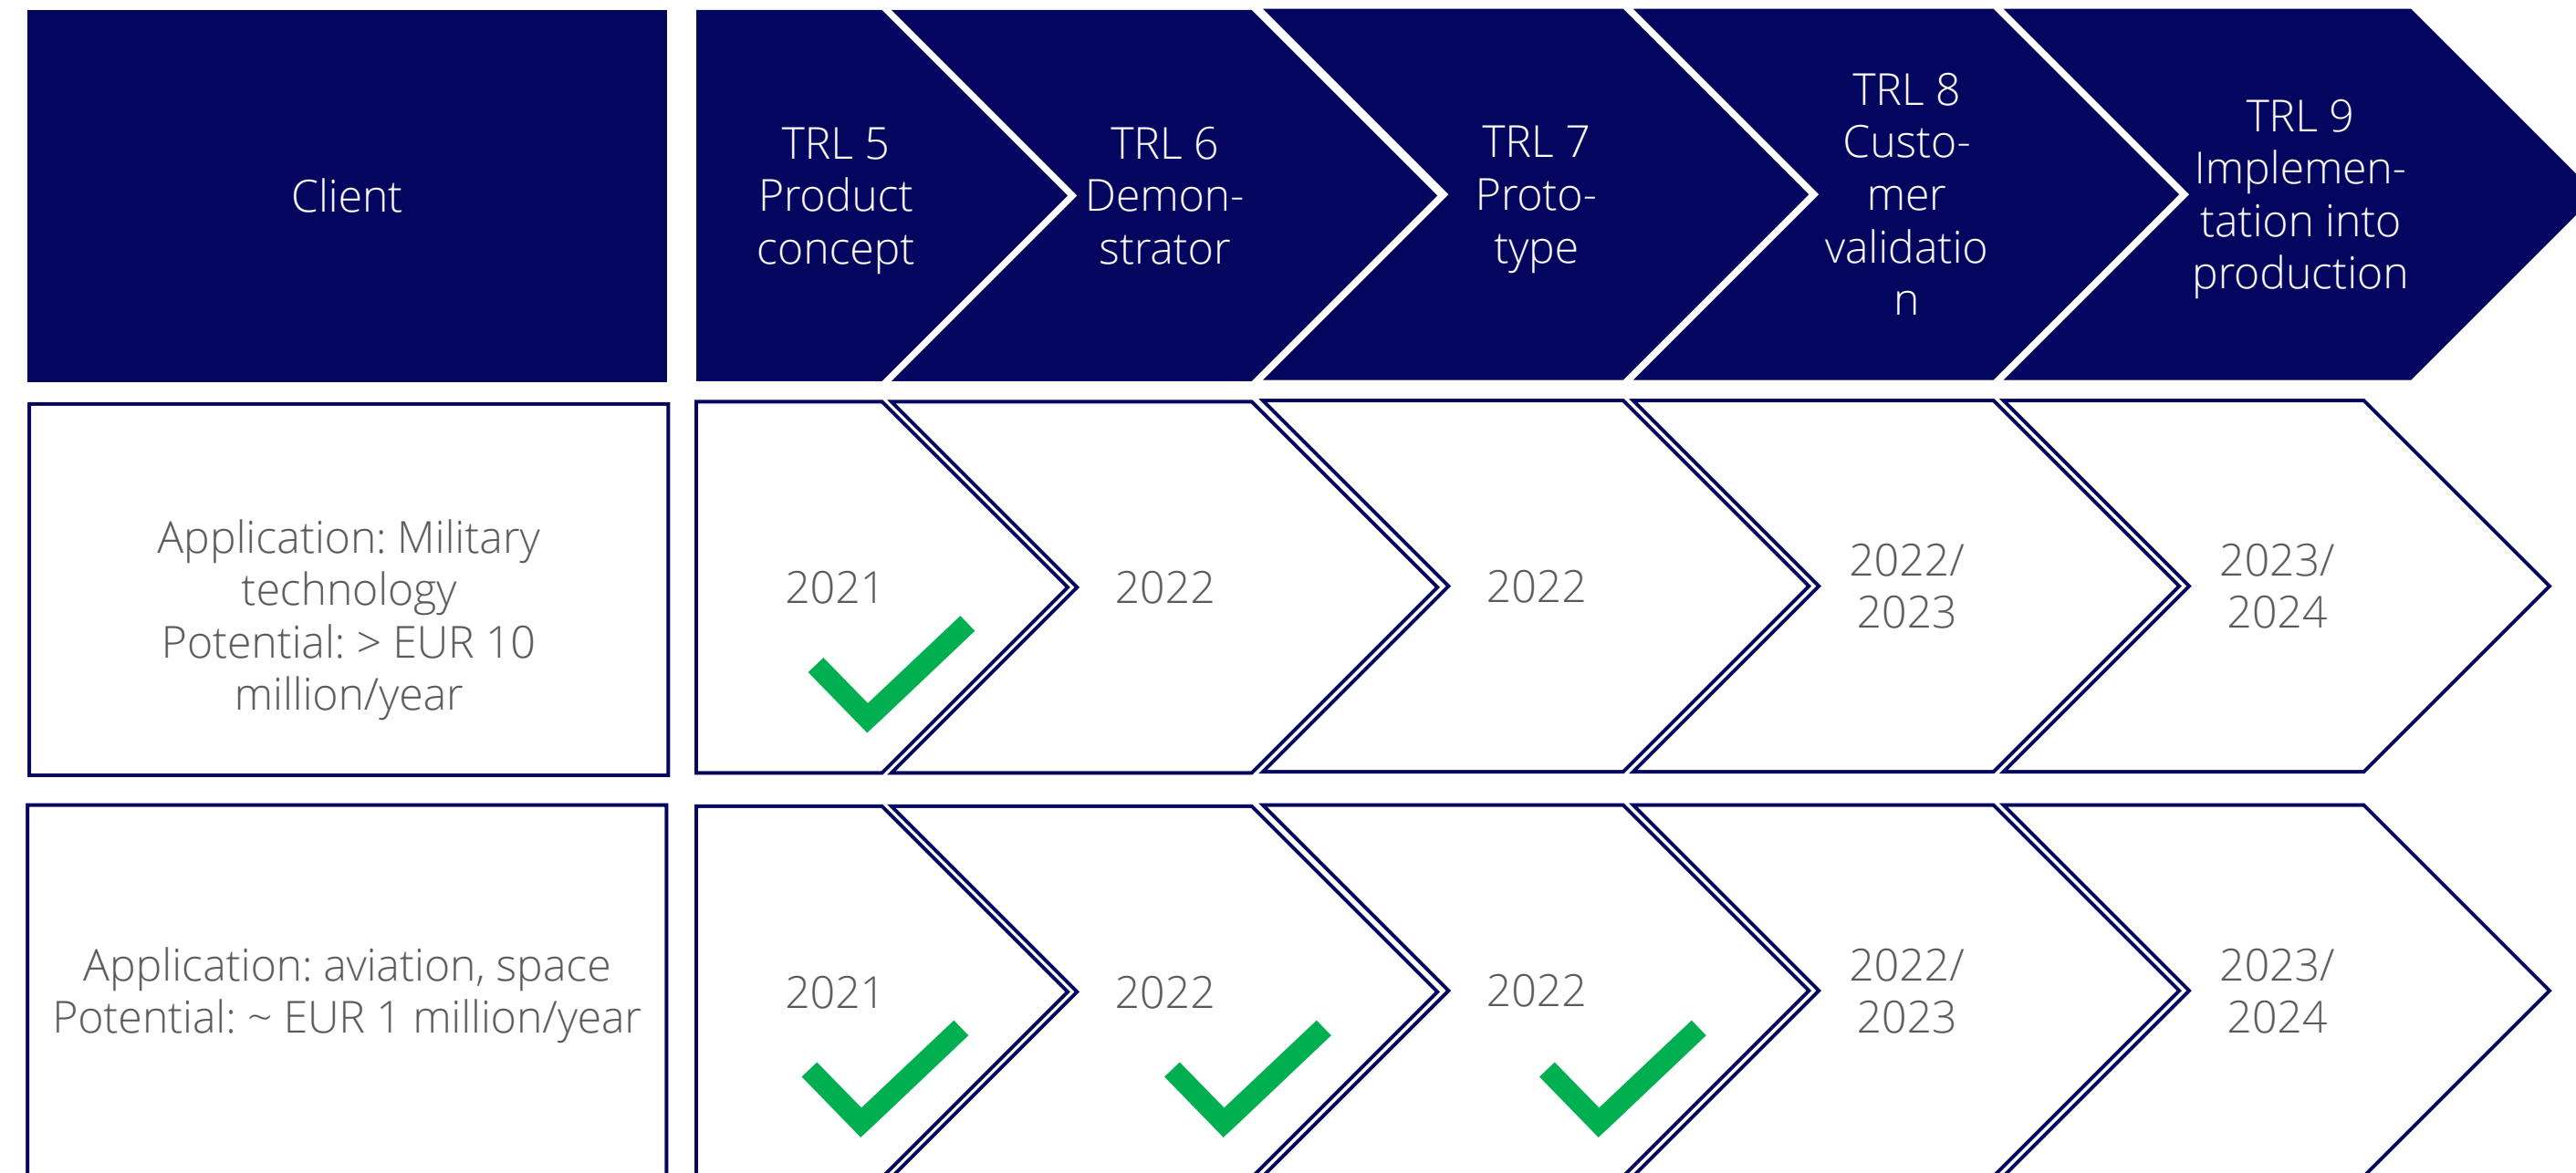 Client
TRL 5
Product
concept
TRL 6
Demon-
strator
TRL 7
Proto-
type
TRL 8
Custo-
mer
validatio
n
TRL 9
Implemen-
tation into
production
Application: Military
technology
Potential: > EUR 10
million/year
2021
2022
2022
2022/
2023
2023/
2024
Application: aviation, space
Potential: ~ EUR 1 million/year
2021
2022
2022
2022/
2023
2023/
2024